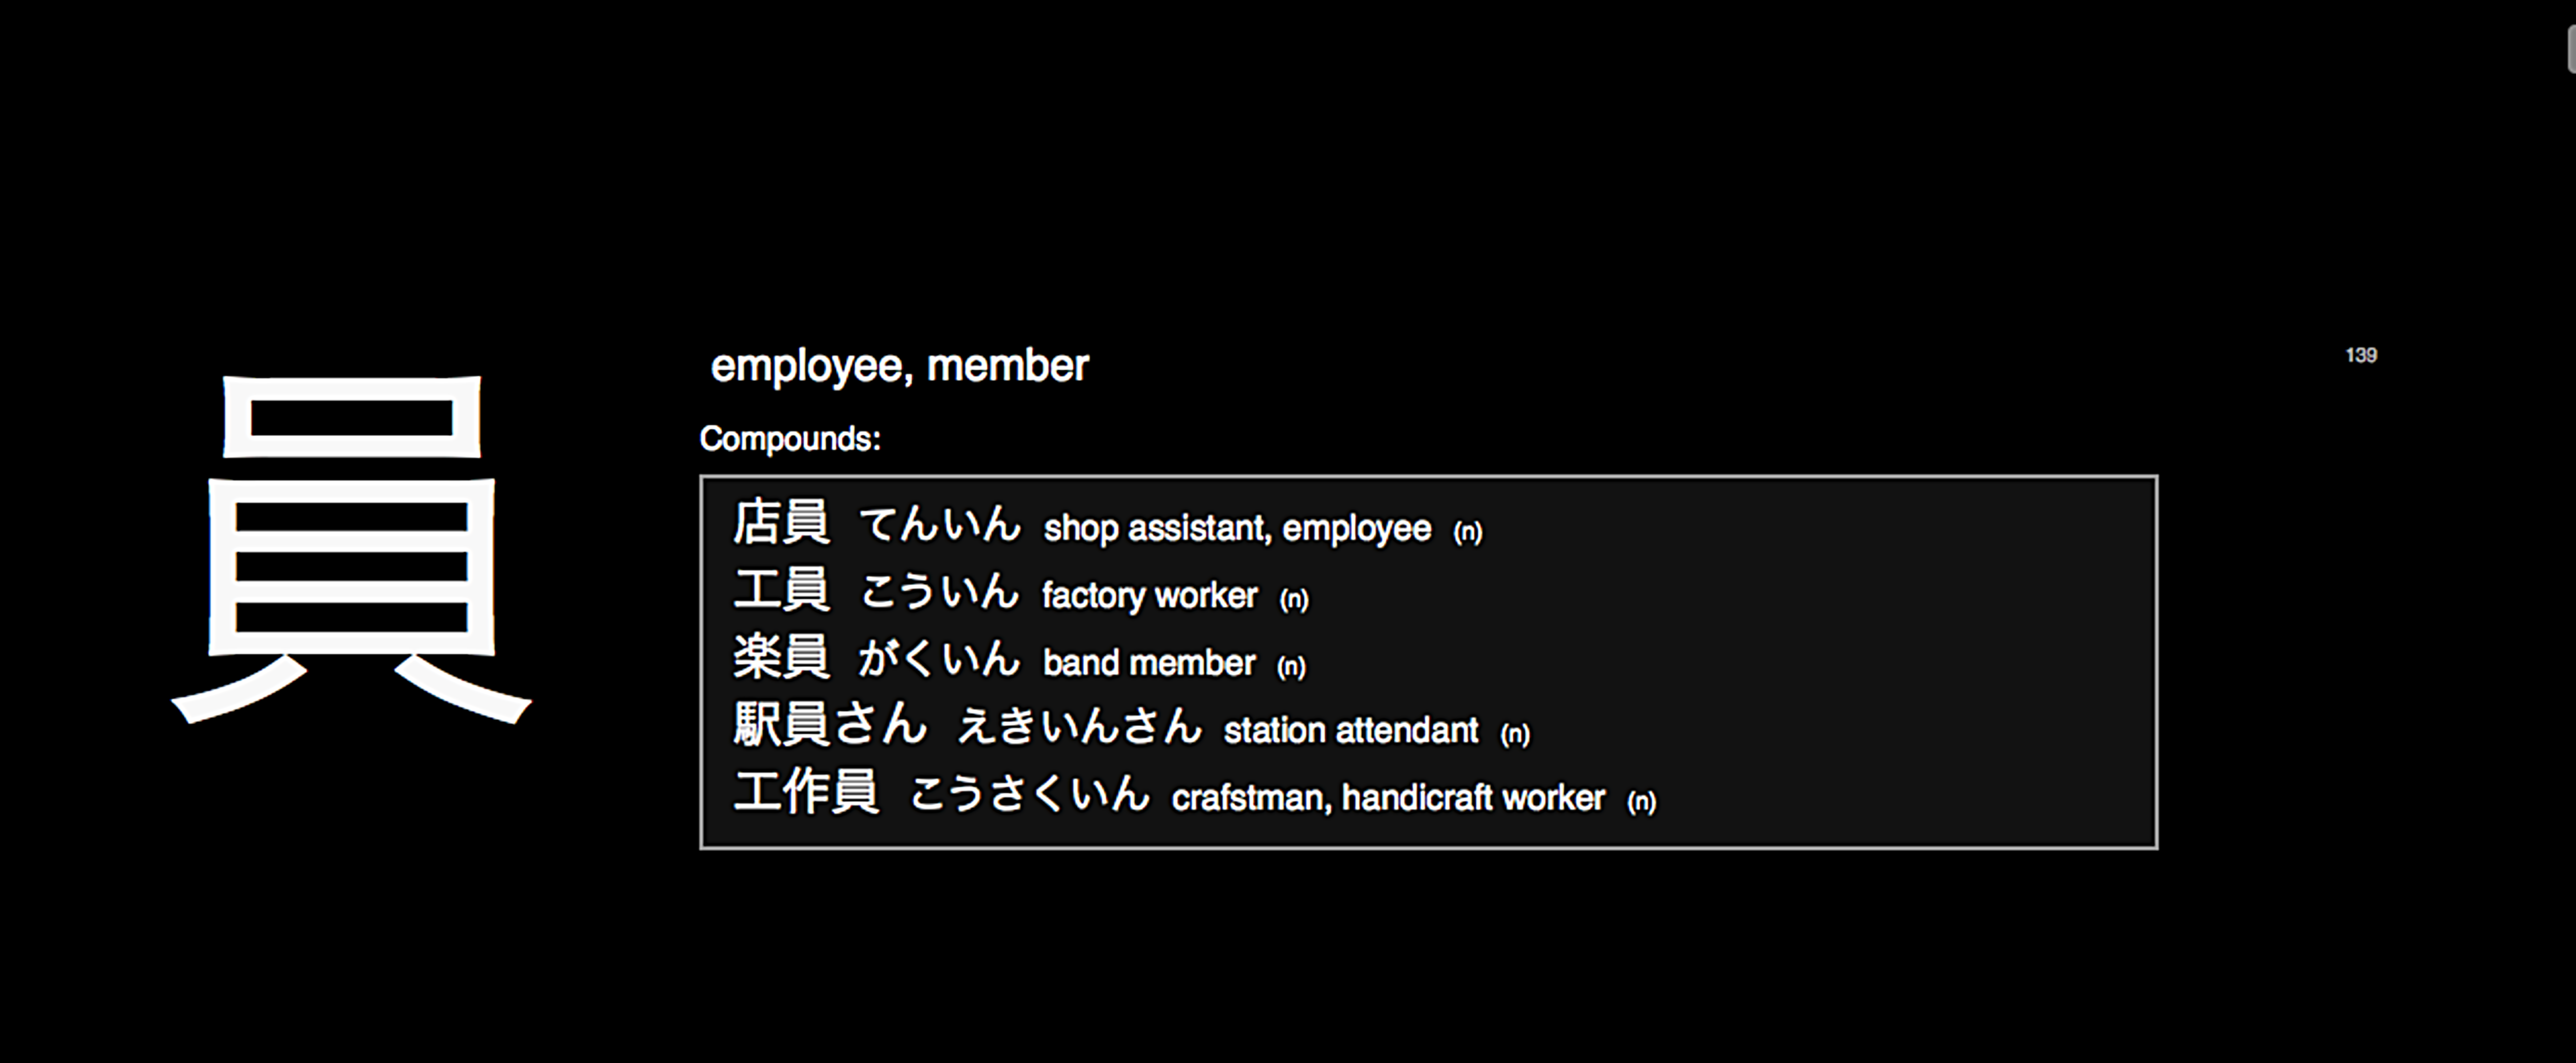 員
employee, member
139
Compounds:
店員 てんいん shop assistant, employee (n)
工員 こういん factory worker (n)
楽員 がくいん band member (n)
駅員さん えきいんさん station attendant (n)
工作員 こうさくいん crafstman, handicraft worker (n)